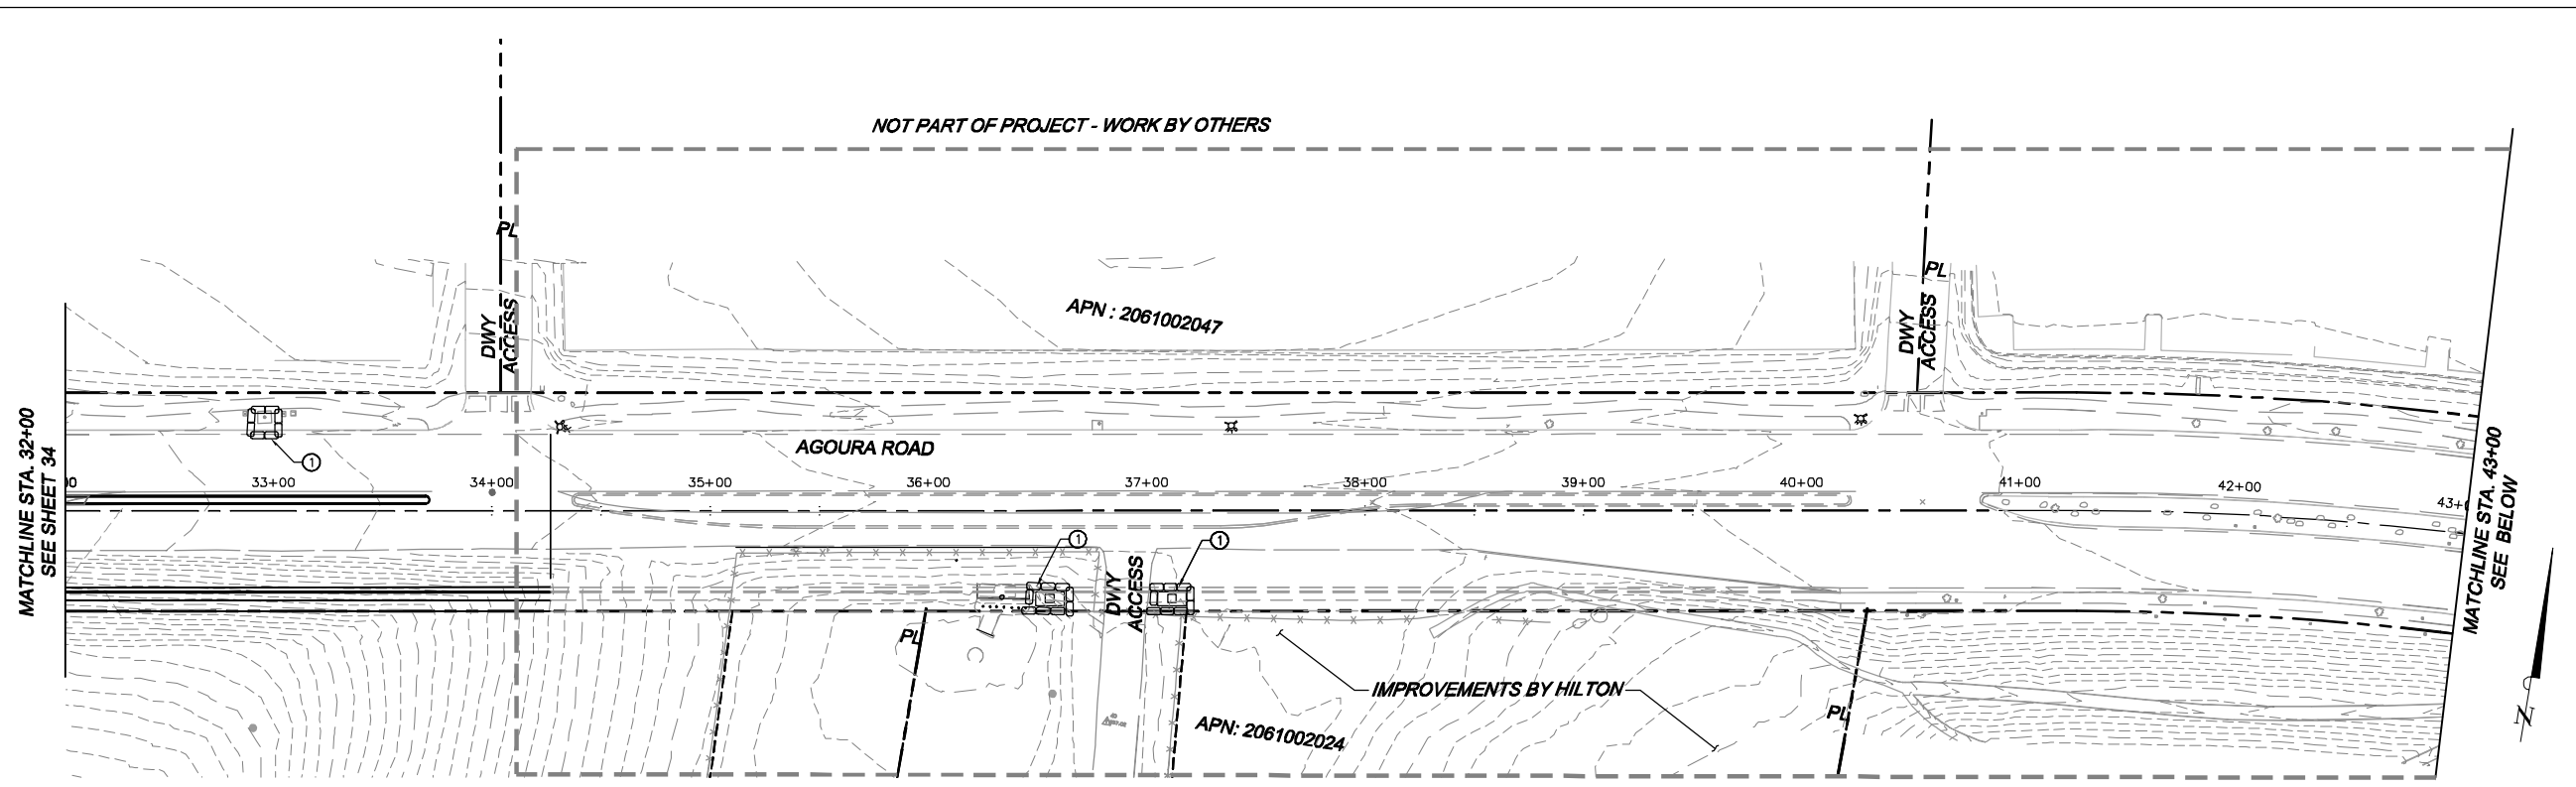 NOT PART OF PROJECT - WORK BY OTHERS
PL
PL
DWY
ACCESS
APN : 2061002047
DWY
ACCESS
MATCHLINE STA. 32+00
SEE SHEET 34
1
AGOURA ROAD
00
33+00
34+00
35+00
36+00
37+00
38+00
39+00
40+00
41+00
42+00
43+0
MATCHLINE STA. 43+00
SEE BELOW
1
1
DWY
ACCESS
PL
IMPROVEMENTS BY HILTON
APN: 2061002024
PL
N